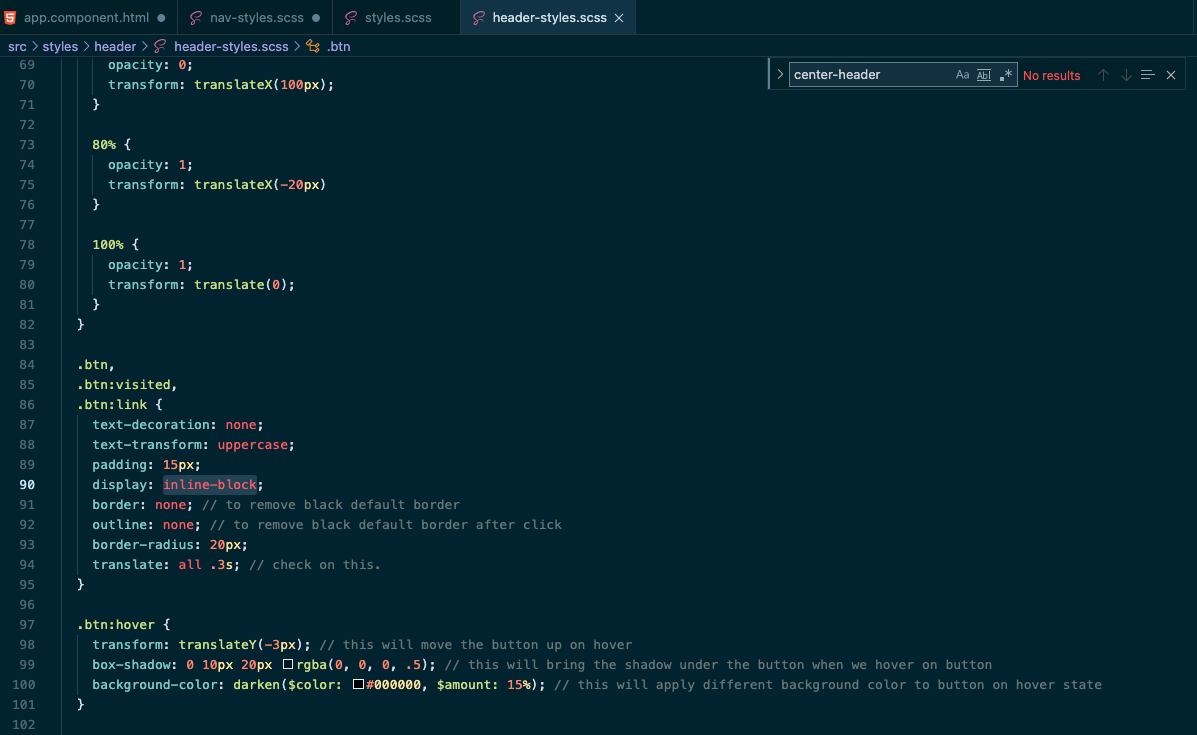 app.component.html nav-styles.scss styles.scss header-styles.scss
src > styles > header > header-styles.scss > .btn
center-header Aa Abl .* No results
69 opacity: 0;
70 transform: translateX(100px);
71 }
72
73 80% {
74 opacity: 1;
75 transform: translateX(-20px)
76 }
77
78 100% {
79 opacity: 1;
80 transform: translate(0);
81 }
82 }
83
84 .btn,
85 .btn:visited,
86 .btn:link {
87 text-decoration: none;
88 text-transform: uppercase;
89 padding: 15px;
90 display: inline-block;
91 border: none; // to remove black default border
92 outline: none; // to remove black default border after click
93 border-radius: 20px;
94 translate: all .3s; // check on this.
95 }
96
97 .btn:hover {
98 transform: translateY(-3px); // this will move the button up on hover
99 box-shadow: 0 10px 20px rgba(0, 0, 0, .5); // this will bring the shadow under the button when we hover on button
100 background-color: darken($color: #000000, $amount: 15%); // this will apply different background color to button on hover state
101 }
102